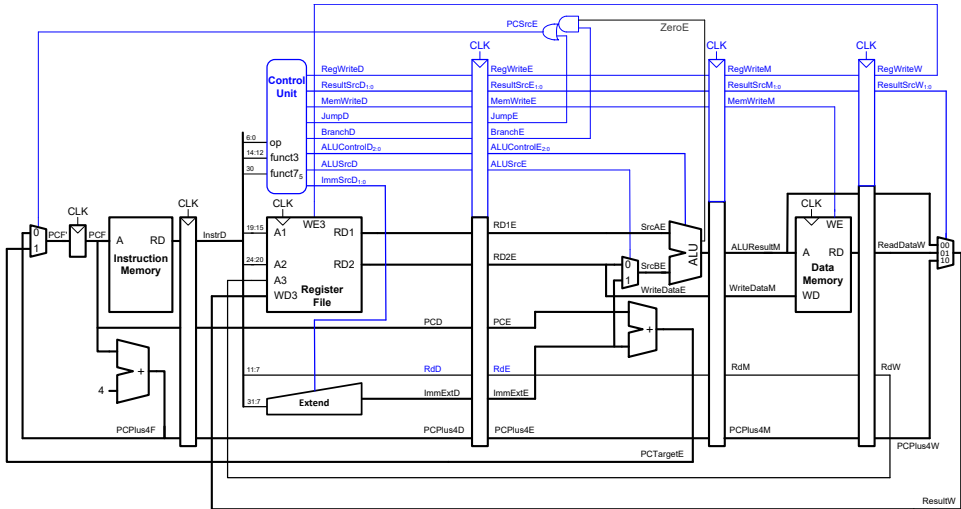 PCSrcE
ZeroE
CLK
CLK
CLK
Control
Unit
RegWriteD
RegWriteE
RegWriteM
RegWriteW
ResultSrcD1:0
ResultSrcE1:0
ResultSrcM1:0
ResultSrcW1:0
MemWriteD
MemWriteE
MemWriteM
JumpD
JumpE
6:0
op
BranchD
BranchE
14:12
funct3
ALUControlD2:0
ALUControlE2:0
30
funct75
ALUSrcD
ALUSrcE
ImmSrcD1:0
CLK
CLK
CLK
CLK
0
1
PCF'
PCF
A
RD
Instruction
Memory
InstrD
19:15
A1
WE3
RD1
RD1E
24:20
A2
RD2
RD2E
A3
WD3
Register
File
0
1
SrcAE
SrcBE
ALU
ALUResultM
WE
A
RD
Data
Memory
WD
ReadDataW
00
01
10
WriteDataE
WriteDataM
PCD
PCE
+
+
4
11:7
RdD
RdE
RdM
RdW
31:7
Extend
ImmExtD
ImmExtE
PCPlus4F
PCPlus4D
PCPlus4E
PCPlus4M
PCPlus4W
PCTargetE
ResultW